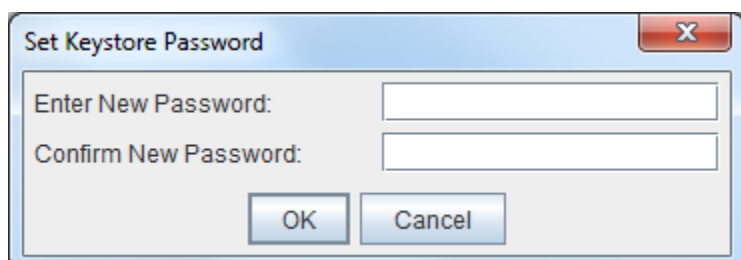 Set Keystore Password
Enter New Password:
Confirm New Password:
OK Cancel